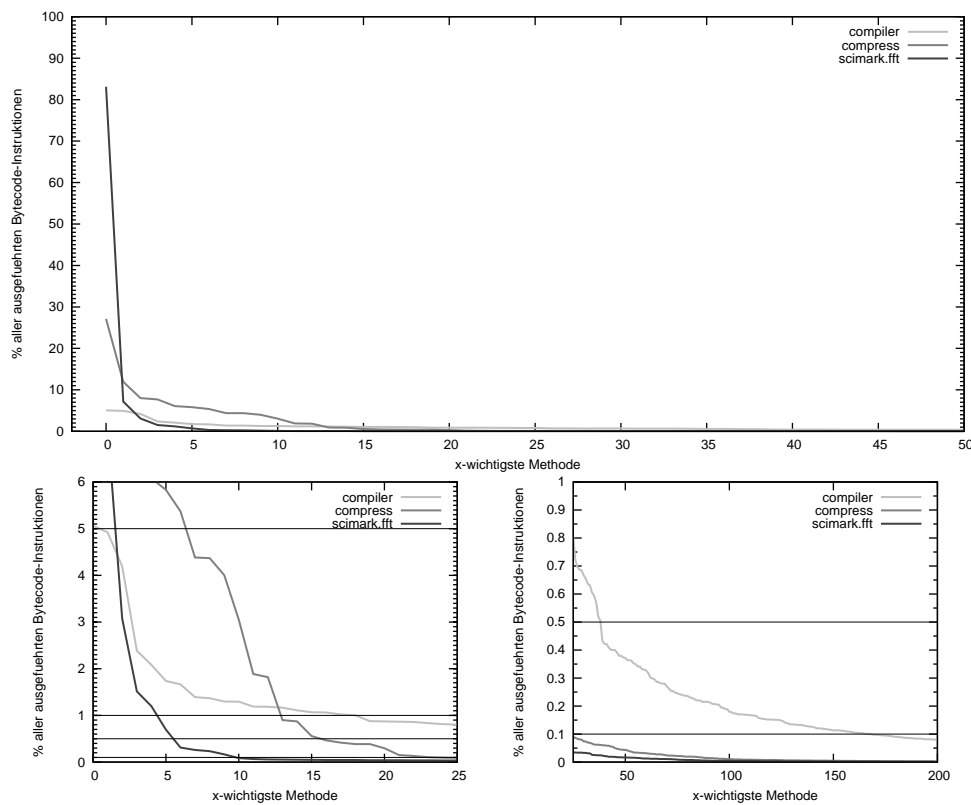 100
90
80
70
60
50
40
30
20
10
0
% aller ausgefuehrten Bytecode-Instruktionen
compiler
compress
scimark.fft
0 5 10 15 20 25 30 35 40 45 50
x-wichtigste Methode
6
5
4
3
2
1
0
% aller ausgefuehrten Bytecode-Instruktionen
compiler
compress
scimark.fft
0 5 10 15 20 25
x-wichtigste Methode
1
0.9
0.8
0.7
0.6
0.5
0.4
0.3
0.2
0.1
0
% aller ausgefuehrten Bytecode-Instruktionen
compiler
compress
scimark.fft
50 100 150 200
x-wichtigste Methode